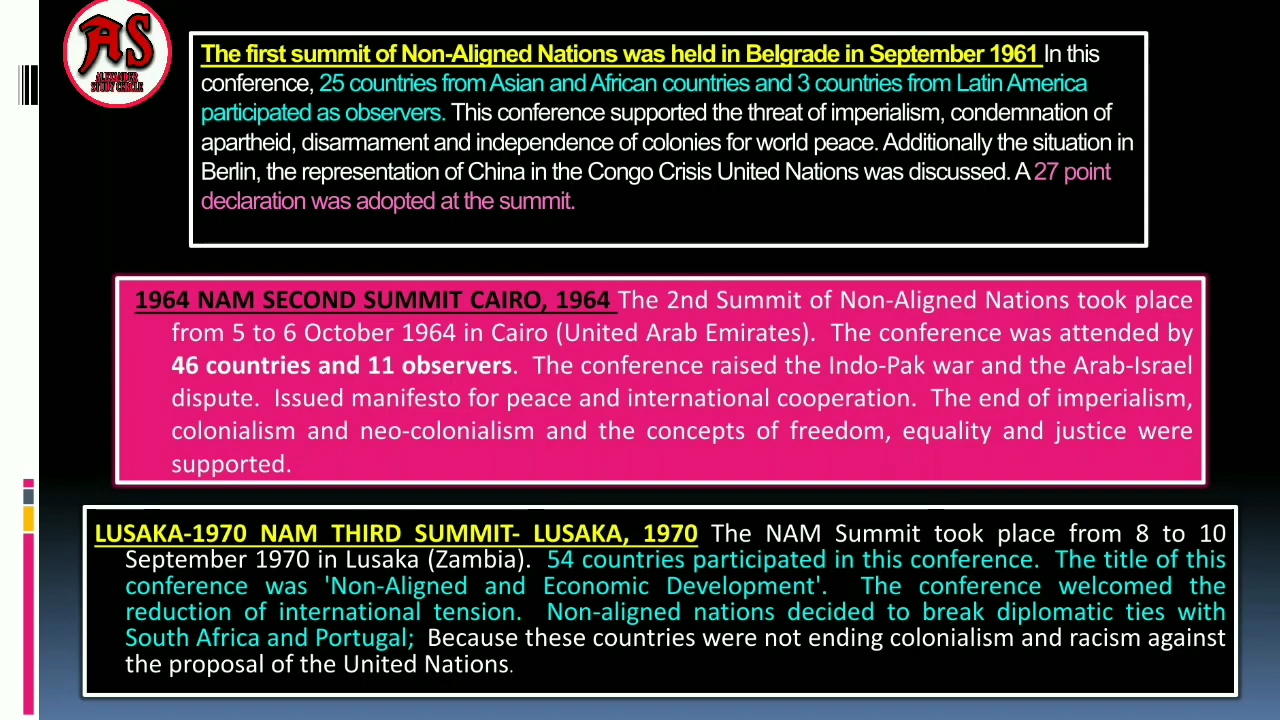 AS
ALEXANDER
STUDY CIRCLE
The first summit of Non-Aligned Nations was held in Belgrade in September 1961 In this
conference, 25 countries from Asian and African countries and 3 countries from Latin America
participated as observers. This conference supported the threat of imperialism, condemnation of
apartheid, disarmament and independence of colonies for world peace. Additionally the situation in
Berlin, the representation of China in the Congo Crisis United Nations was discussed. A 27 point
declaration was adopted at the summit.
1964 NAM SECOND SUMMIT CAIRO, 1964 The 2nd Summit of Non-Aligned Nations took place
from 5 to 6 October 1964 in Cairo (United Arab Emirates). The conference was attended by
46 countries and 11 observers. The conference raised the Indo-Pak war and the Arab-Israel
dispute. Issued manifesto for peace and international cooperation. The end of imperialism,
colonialism and neo-colonialism and the concepts of freedom, equality and justice were
supported.
LUSAKA-1970 NAM THIRD SUMMIT- LUSAKA, 1970 The NAM Summit took place from 8 to 10
September 1970 in Lusaka (Zambia). 54 countries participated in this conference. The title of this
conference was 'Non-Aligned and Economic Development'. The conference welcomed the
reduction of international tension. Non-aligned nations decided to break diplomatic ties with
South Africa and Portugal; Because these countries were not ending colonialism and racism against
the proposal of the United Nations.